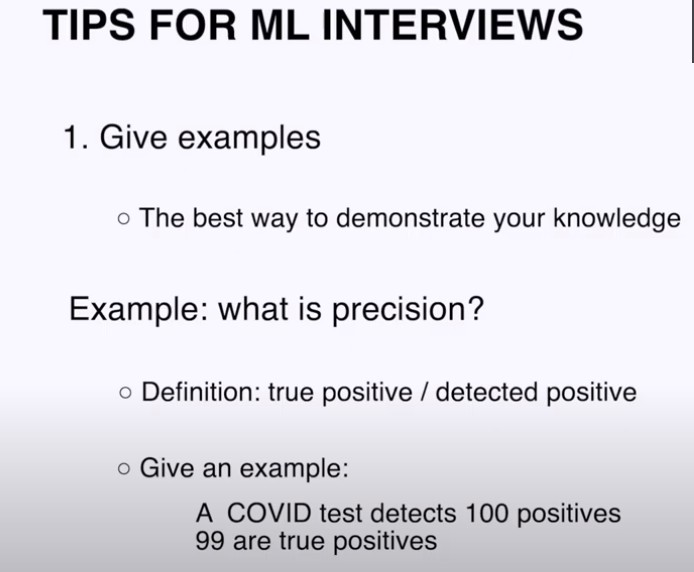 TIPS FOR ML INTERVIEWS
1. Give examples
○ The best way to demonstrate your knowledge
Example: what is precision?
○ Definition: true positive / detected positive
○ Give an example:
A COVID test detects 100 positives
99 are true positives